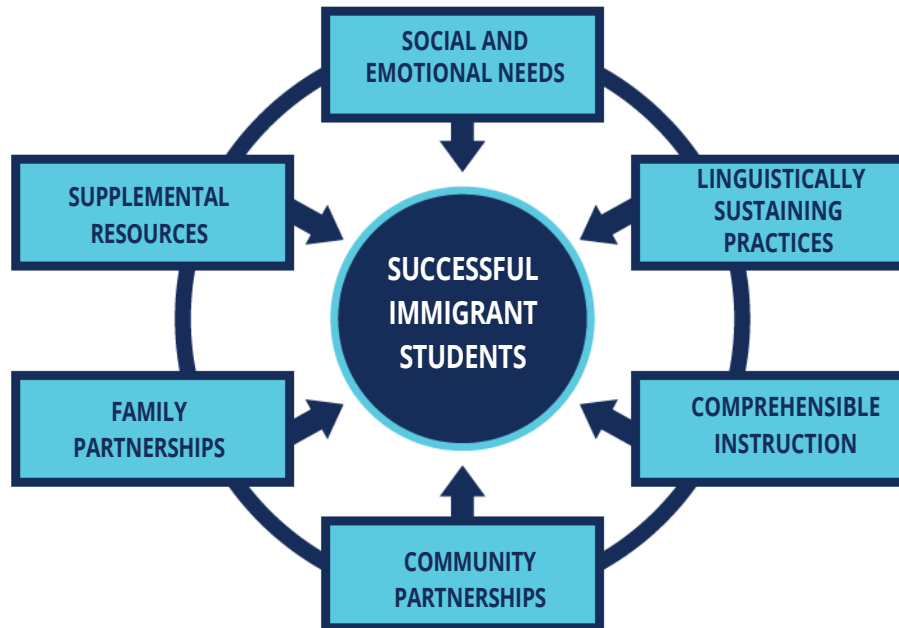 SOCIAL AND
EMOTIONAL NEEDS
LINGUISTICALLY
SUSTAINING
PRACTICES
COMPREHENSIBLE
INSTRUCTION
COMMUNITY
PARTNERSHIPS
FAMILY
PARTNERSHIPS
SUPPLEMENTAL
RESOURCES
SUCCESSFUL
IMMIGRANT
STUDENTS